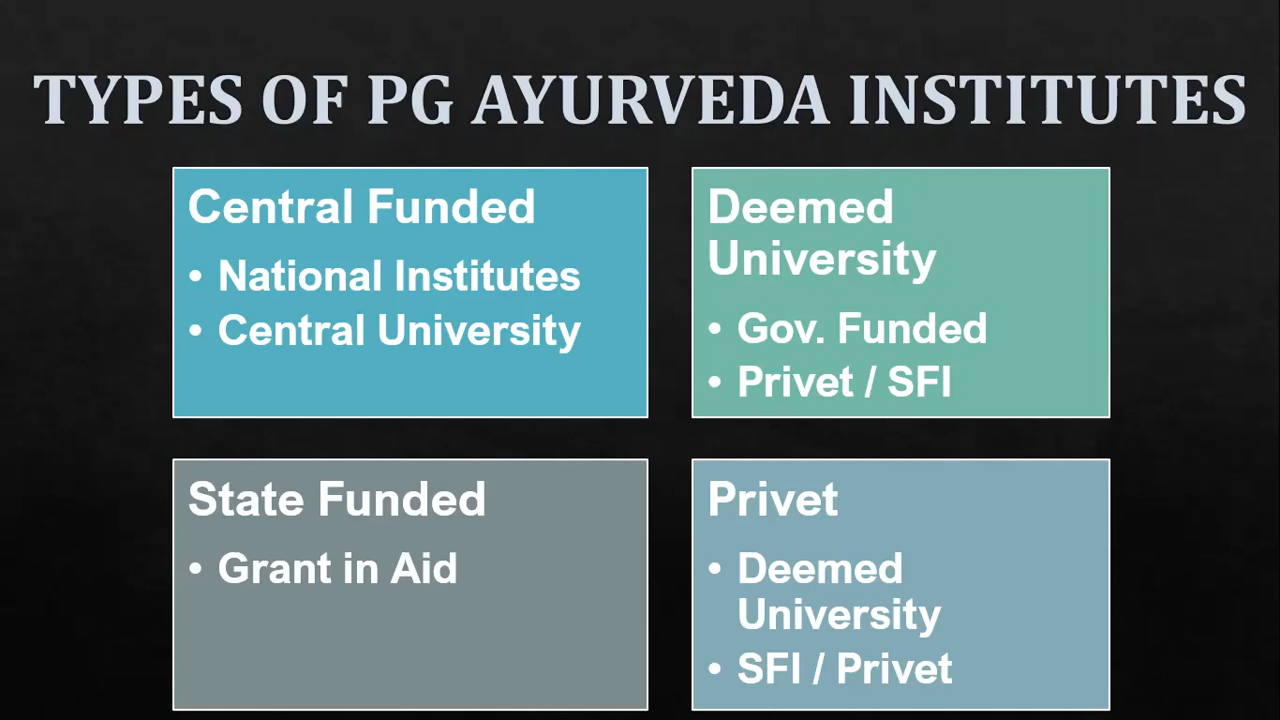 TYPES OF PG AYURVEDA INSTITUTES
Central Funded
• National Institutes
• Central University
Deemed
University
• Gov. Funded
• Privet / SFI
State Funded
• Grant in Aid
Privet
• Deemed
University
• SFI / Privet